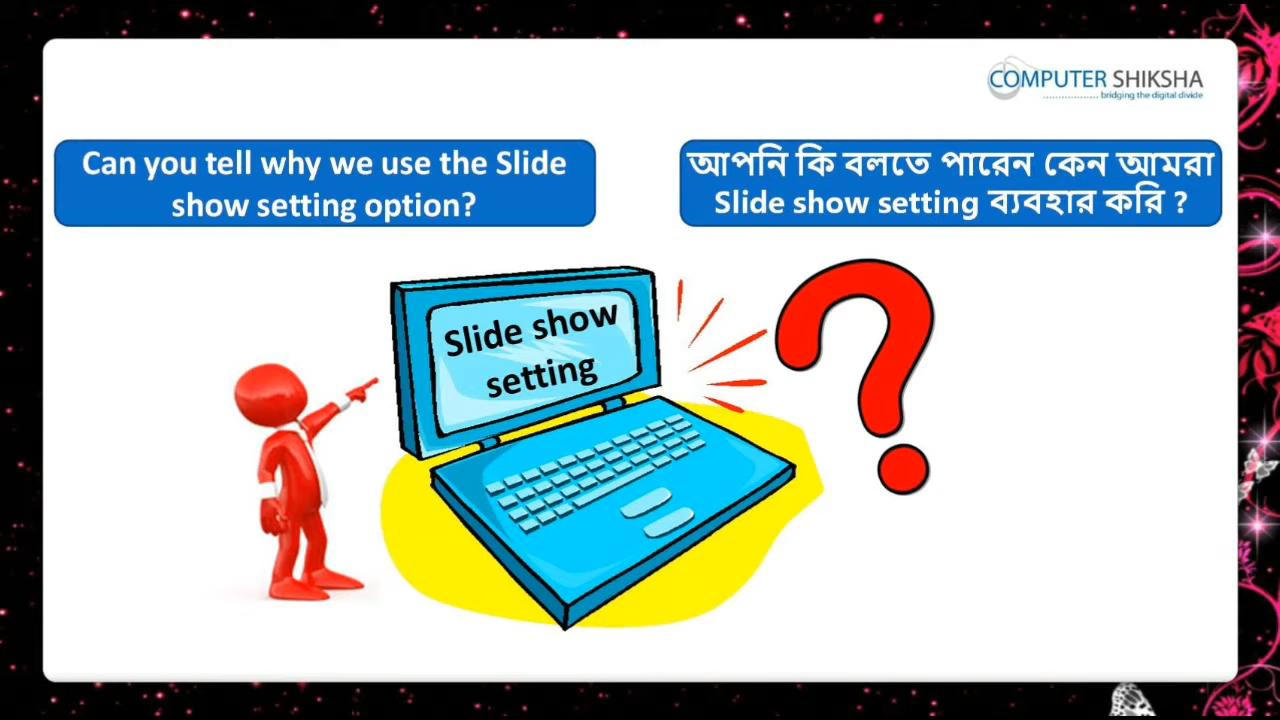 COMPUTER SHIKSHA
bridging the digital divide
Can you tell why we use the Slide
show setting option?
আপনি কি বলতে পারেন কেন আমরা
Slide show setting ব্যবহার করি ?
Slide show
setting